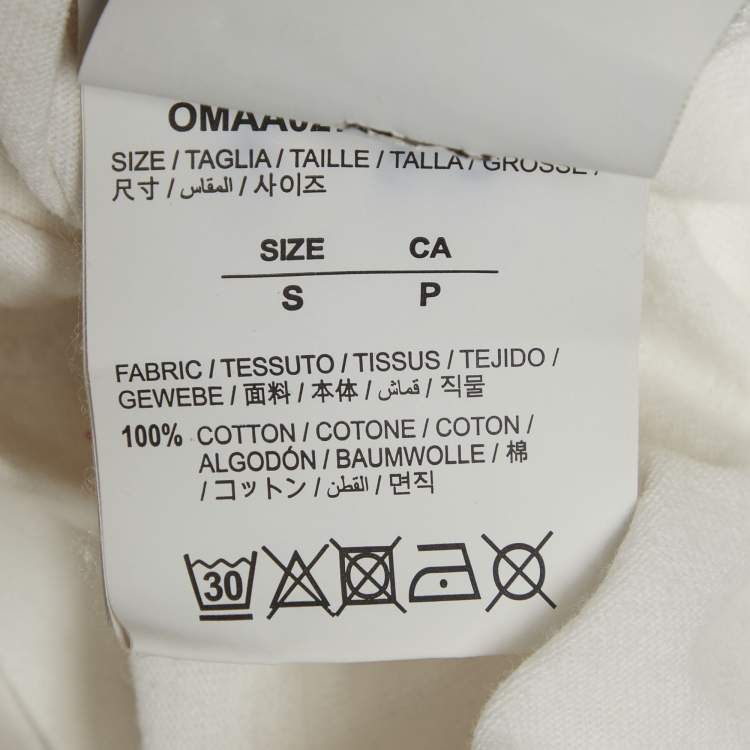 SIZE / TAGLIA / TAILLE / TALLA / GRÖSSE /
尺寸 / المقاس / 사이즈
SIZE CA
S P
FABRIC / TESSUTO / TISSUS / TEJIDO /
GEWEBE / 面料 / 本体 / قماش / 직물
100% COTTON / COTONE / COTON /
ALGODÓN / BAUMWOLLE / 棉
/ コットン / القطن / 면직
30